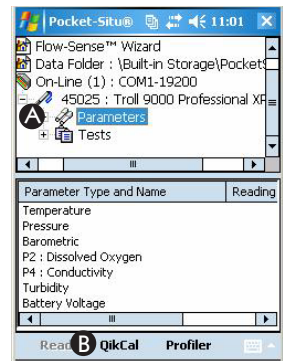 Pocket-Situ® 11:01
Flow-Sense™ Wizard
Data Folder : \Built-in Storage\Pocket
On-Line (1) : COM1-19200
45025 : Troll 9000 Professional XP
A Parameters
Tests
Parameter Type and Name Reading
Temperature
Pressure
Barometric
P2 : Dissolved Oxygen
P4 : Conductivity
Turbidity
Battery Voltage
Read B QikCal Profiler